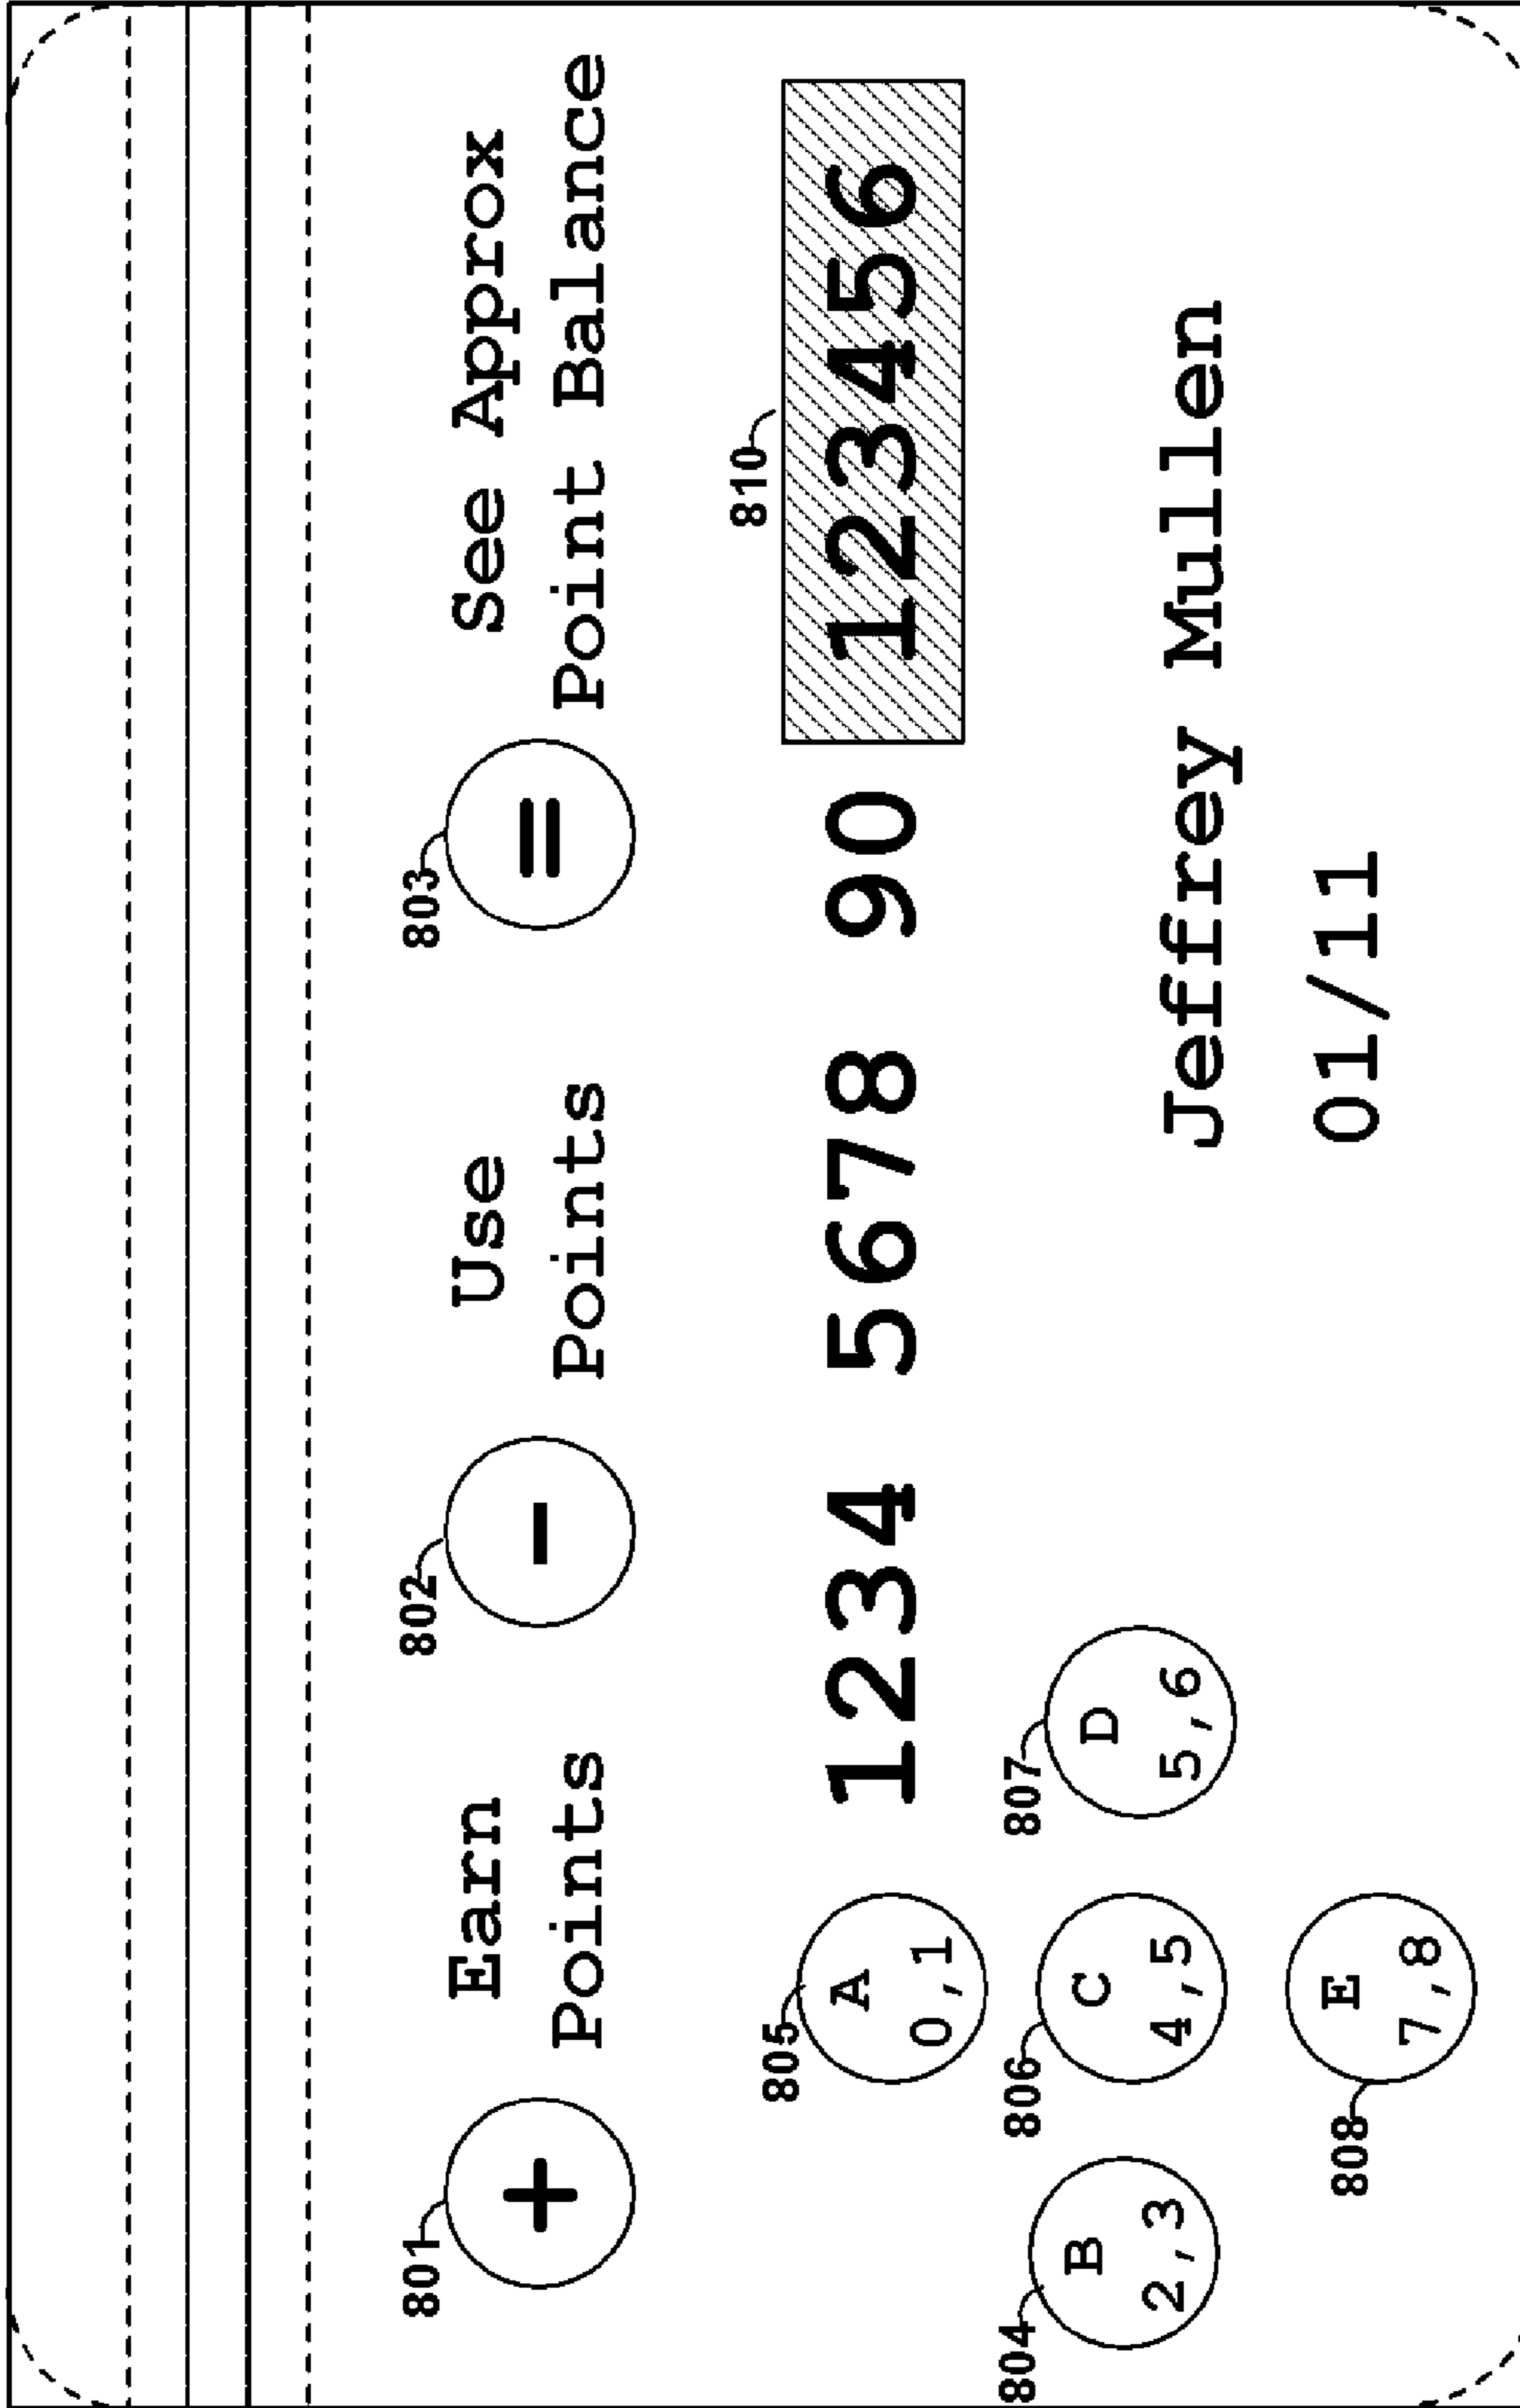 801
+
Earn
Points
802
-
Use
Points
803
=
See Approx
Point Balance
810
1234 5678 90 123456
805
A
0,1
804
B
2,3
806
C
4,5
807
D
5,6
808
E
7,8
Jeffrey Mullen
01/11